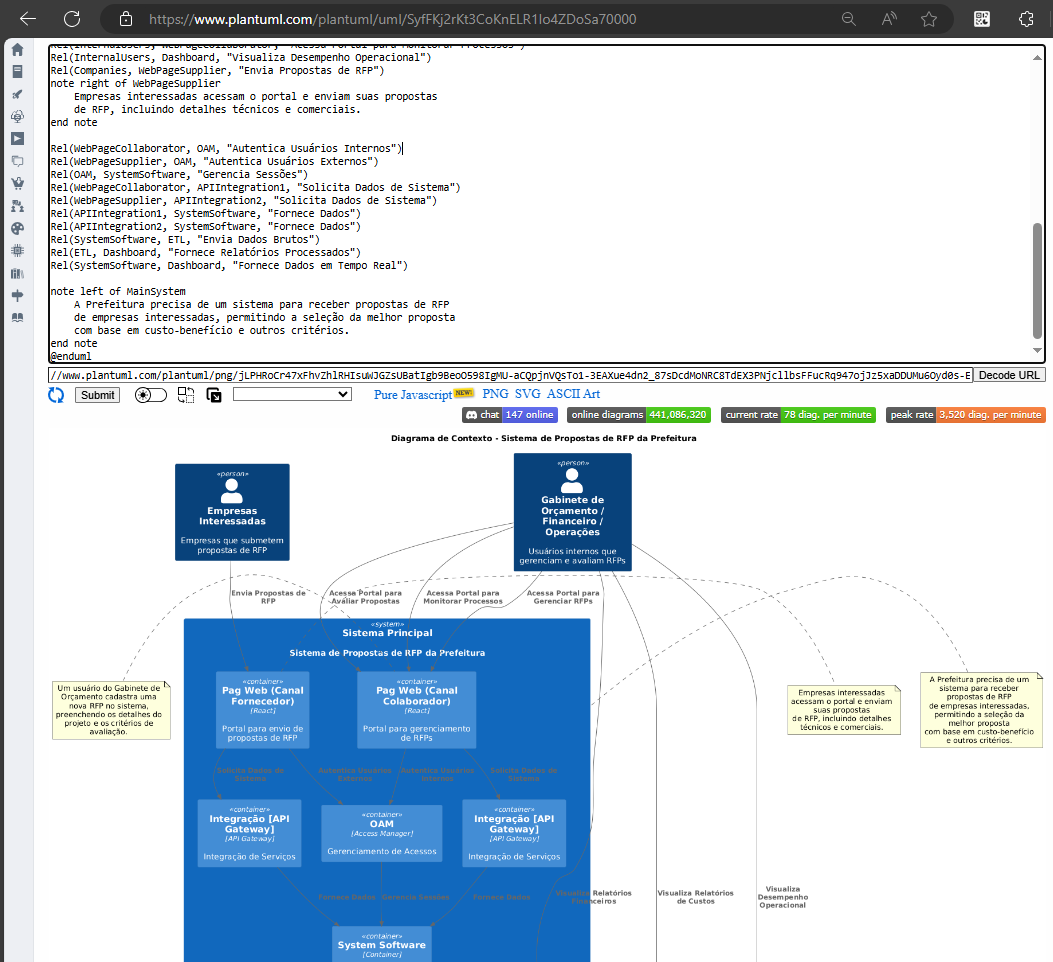 https://www.plantuml.com/plantuml/uml/SyfFKj2rKt3CoKnELR1Io4ZDoSa70000
Rel(InternalUsers, WebPageCollaborator, "Acessa Portal para Monitorar Processos")
Rel(InternalUsers, Dashboard, "Visualiza Desempenho Operacional")
Rel(Companies, WebPageSupplier, "Envia Propostas de RFP")
note right of WebPageSupplier
Empresas interessadas acessam o portal e enviam suas propostas
de RFP, incluindo detalhes técnicos e comerciais.
end note
Rel(WebPageCollaborator, OAM, "Autentica Usuários Internos")
Rel(WebPageSupplier, OAM, "Autentica Usuários Externos")
Rel(OAM, SystemSoftware, "Gerencia Sessões")
Rel(WebPageCollaborator, APIIntegration1, "Solicita Dados de Sistema")
Rel(WebPageSupplier, APIIntegration2, "Solicita Dados de Sistema")
Rel(APIIntegration1, SystemSoftware, "Fornece Dados")
Rel(APIIntegration2, SystemSoftware, "Fornece Dados")
Rel(SystemSoftware, ETL, "Envia Dados Brutos")
Rel(ETL, Dashboard, "Fornece Relatórios Processados")
Rel(SystemSoftware, Dashboard, "Fornece Dados em Tempo Real")
note left of MainSystem
A Prefeitura precisa de um sistema para receber propostas de RFP
de empresas interessadas, permitindo a seleção da melhor proposta
com base em custo-benefício e outros critérios.
end note
@enduml
Decode URL
Submit
Pure Javascript NEW! PNG SVG ASCII Art
chat 147 online
online diagrams 441,086,320
current rate 78 diag. per minute
peak rate 3,520 diag. per minute
Diagrama de Contexto - Sistema de Propostas de RFP da Prefeitura
«person»
Empresas
Interessadas
Empresas que submetem
propostas de RFP
«person»
Gabinete de
Orçamento /
Financeiro /
Operações
Usuários internos que
gerenciam e avaliam RFPs
Envia Propostas de
RFP
Acessa Portal para
Avaliar Propostas
Acessa Portal para
Monitorar Processos
Acessa Portal para
Gerenciar RFPs
«system»
Sistema Principal
Sistema de Propostas de RFP da Prefeitura
Um usuário do Gabinete de
Orçamento cadastra uma
nova RFP no sistema,
preenchendo os detalhes do
projeto e os critérios de
avaliação.
«container»
Pag Web (Canal
Fornecedor)
[React]
Portal para envio de
propostas de RFP
«container»
Pag Web (Canal
Colaborador)
[React]
Portal para gerenciamento
de RFPs
Empresas interessadas
acessam o portal e enviam
suas propostas
de RFP, incluindo detalhes
técnicos e comerciais.
A Prefeitura precisa de um
sistema para receber
propostas de RFP
de empresas interessadas,
permitindo a seleção da
melhor proposta
com base em custo-benefício
e outros critérios.
Solicita Dados de
Sistema
Autentica Usuários
Externos
Autentica Usuários
Internos
Solicita Dados de
Sistema
«container»
Integração [API
Gateway]
[API Gateway]
Integração de Serviços
«container»
OAM
[Access Manager]
Gerenciamento de Acessos
«container»
Integração [API
Gateway]
[API Gateway]
Integração de Serviços
Fornece Dados
Gerencia Sessões
Fornece Dados
Visualiza Relatórios
Financeiros
Visualiza Relatórios
de Custos
Visualiza
Desempenho
Operacional
«container»
System Software
[Container]